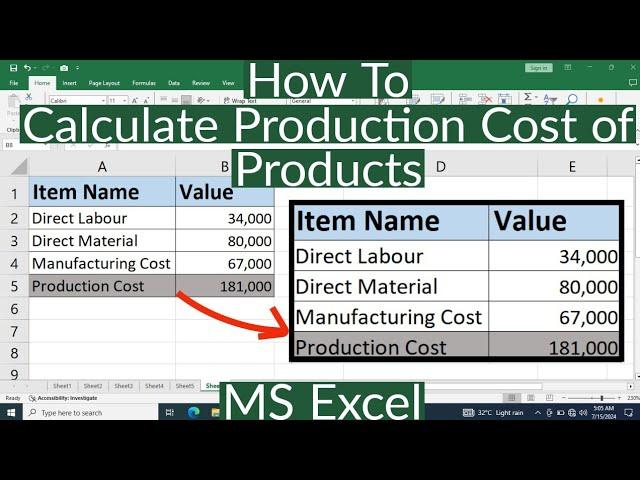 How To
Calculate Production Cost of
Products
MS Excel
Sign in
File Home Insert Page Layout Formulas Data Review View Help
Calibri 11 Wrap Text General
Clipboard
B8
A B D E
1 Item Name Value
2 Direct Labour 34,000
3 Direct Material 80,000
4 Manufacturing Cost 67,000
5 Production Cost 181,000
6
7
8
9
Item Name Value
Direct Labour 34,000
Direct Material 80,000
Manufacturing Cost 67,000
Production Cost 181,000
Sheet1 Sheet2 Sheet3 Sheet4 Sheet5
Accessibility: Investigate 230%
Type here to search 32°C Light rain 5:05 AM
7/15/2024